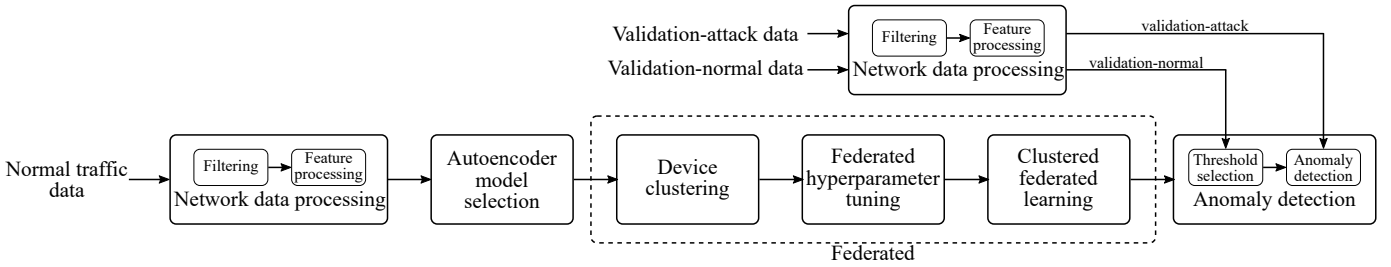 Validation-attack data
Validation-normal data
Filtering
Feature
processing
Network data processing
validation-attack
validation-normal
Normal traffic
data
Filtering
Feature
processing
Network data processing
Autoencoder
model
selection
Device
clustering
Federated
hyperparameter
tuning
Clustered
federated
learning
Threshold
selection
Anomaly
detection
Anomaly detection
Federated